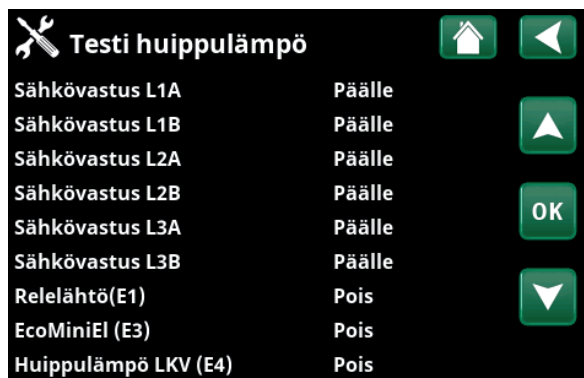 Testi huippulämpö
Sähkövastus L1A Päälle
Sähkövastus L1B Päälle
Sähkövastus L2A Päälle
Sähkövastus L2B Päälle
Sähkövastus L3A Päälle
Sähkövastus L3B Päälle
Relelähtö(E1) Pois
EcoMiniEl (E3) Pois
Huippulämpö LKV (E4) Pois
OK